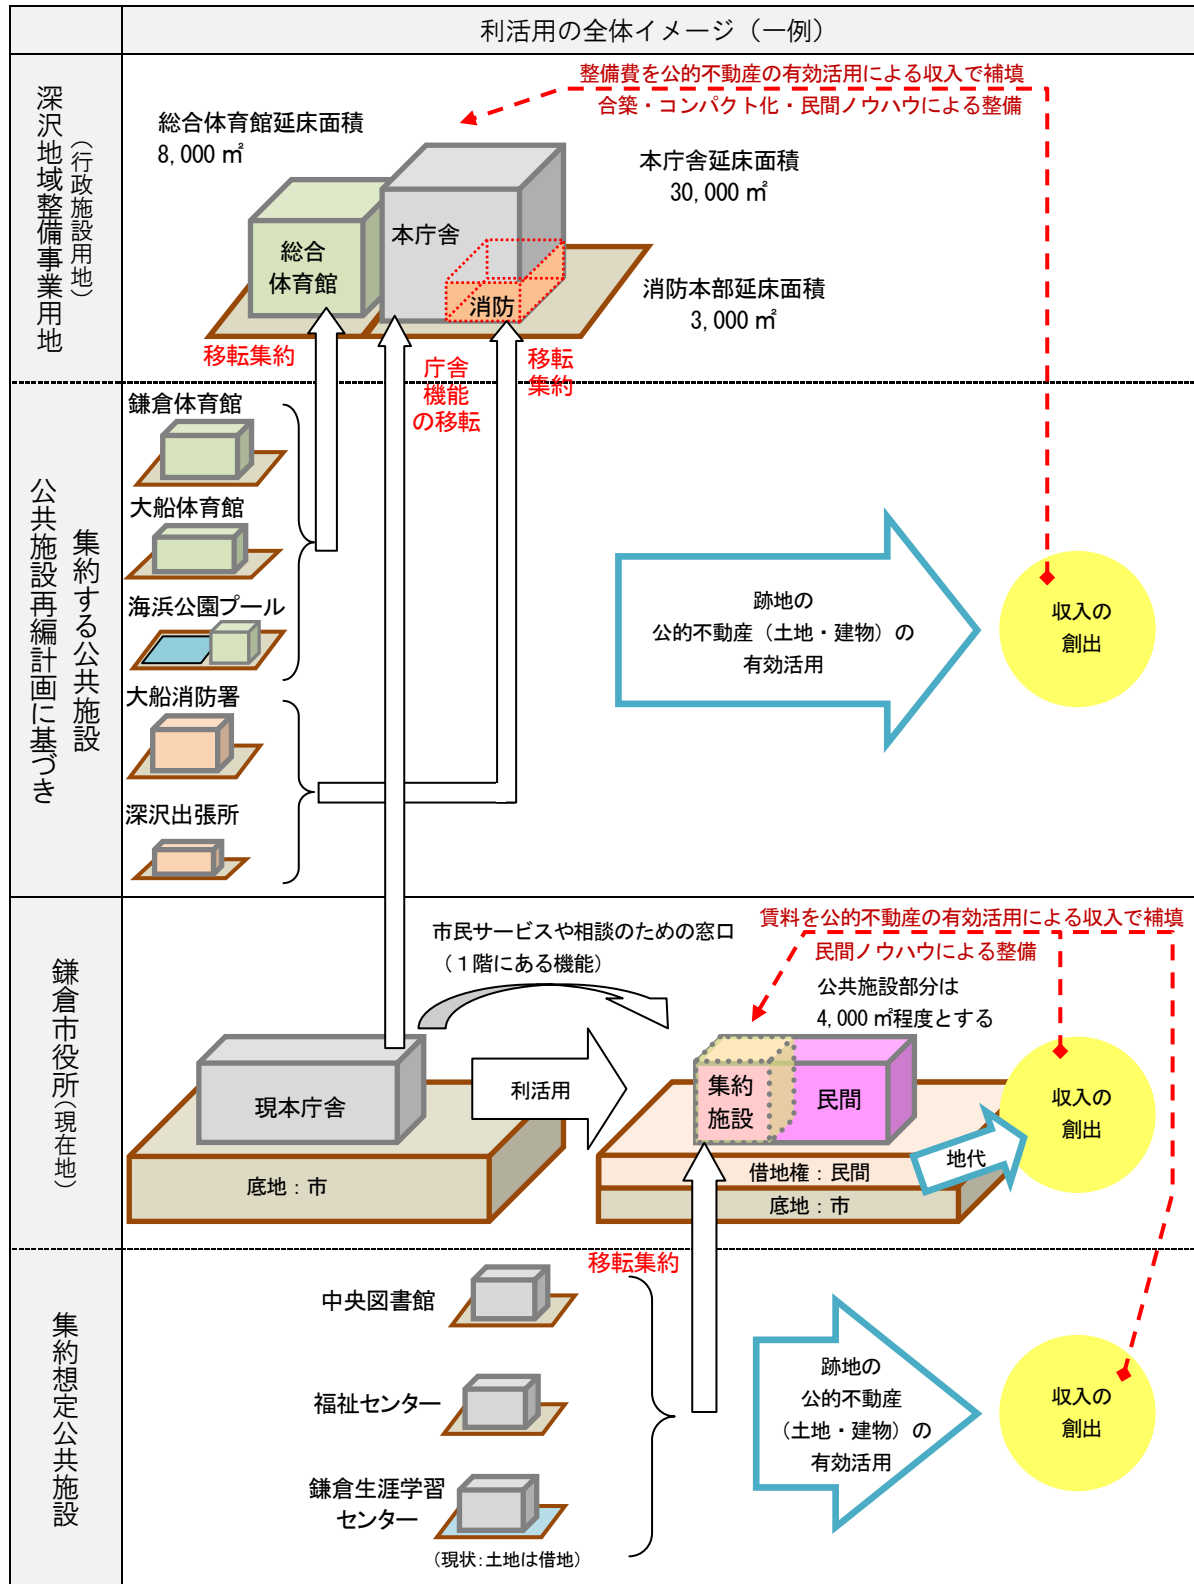 利活用の全体イメージ（一例）
深沢地域整備事業用地
（行政施設用地）
整備費を公的不動産の有効活用による収入で補填
合築・コンパクト化・民間ノウハウによる整備
総合体育館延床面積
8,000 ㎡
本庁舎延床面積
30,000 ㎡
本庁舎
総合
体育館
消防
消防本部延床面積
3,000 ㎡
移転集約
庁舎
機能
の移転
移転
集約
公共施設再編計画に基づき
集約する公共施設
鎌倉体育館
大船体育館
海浜公園プール
大船消防署
深沢出張所
跡地の
公的不動産（土地・建物）の
有効活用
収入の
創出
鎌倉市役所（現在地）
市民サービスや相談のための窓口
（１階にある機能）
賃料を公的不動産の有効活用による収入で補填
民間ノウハウによる整備
公共施設部分は
4,000 ㎡程度とする
現本庁舎
底地：市
利活用
集約
施設
民間
借地権：民間
底地：市
地代
収入の
創出
集約想定公共施設
移転集約
中央図書館
福祉センター
鎌倉生涯学習
センター
（現状：土地は借地）
跡地の
公的不動産
（土地・建物）の
有効活用
収入の
創出